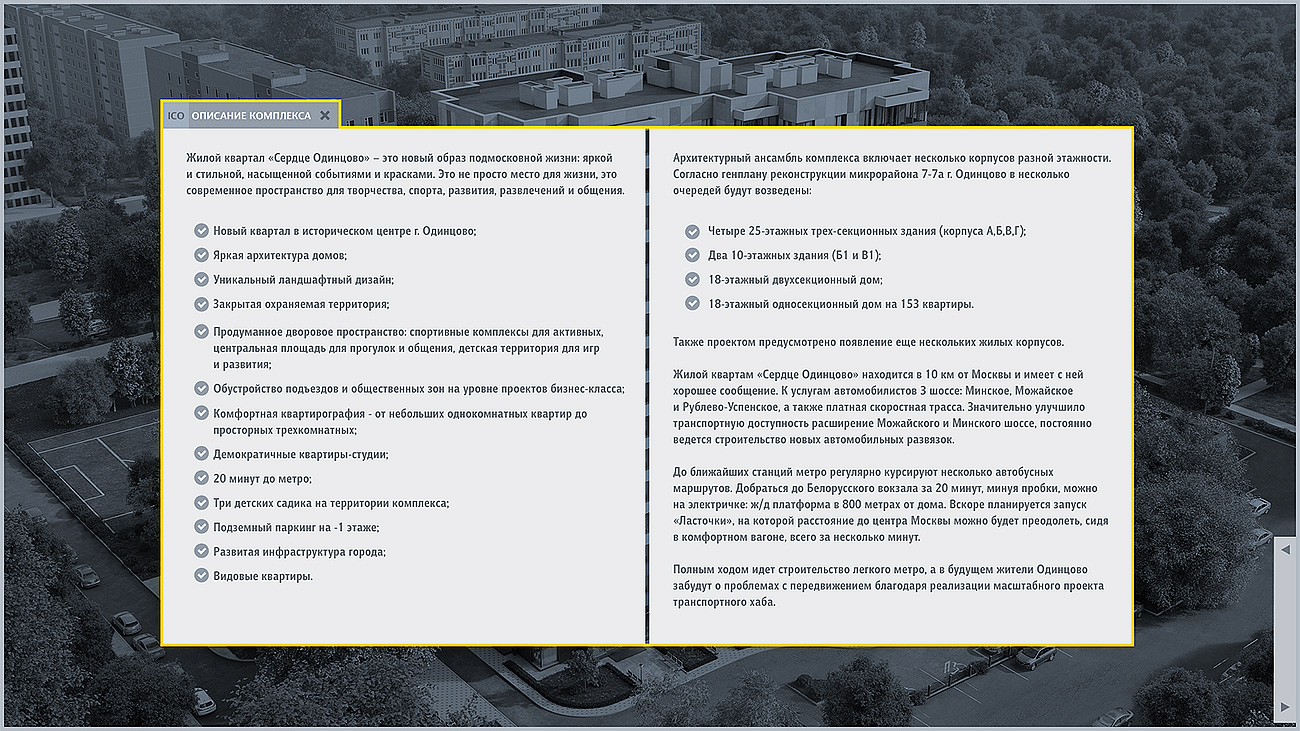 ICO ОПИСАНИЕ КОМПЛЕКСА
Жилой квартал «Сердце Одинцово» – это новый образ подмосковной жизни: яркой
и стильной, насыщенной событиями и красками. Это не просто место для жизни, это
современное пространство для творчества, спорта, развития, развлечений и общения.
Новый квартал в историческом центре г. Одинцово;
Яркая архитектура домов;
Уникальный ландшафтный дизайн;
Закрытая охраняемая территория;
Продуманное дворовое пространство: спортивные комплексы для активных,
центральная площадь для прогулок и общения, детская территория для игр
и развития;
Обустройство подъездов и общественных зон на уровне проектов бизнес-класса;
Комфортная квартирография - от небольших однокомнатных квартир до
просторных трехкомнатных;
Демократичные квартиры-студии;
20 минут до метро;
Три детских садика на территории комплекса;
Подземный паркинг на -1 этаже;
Развитая инфраструктура города;
Видовые квартиры.
Архитектурный ансамбль комплекса включает несколько корпусов разной этажности.
Согласно генплану реконструкции микрорайона 7-7а г. Одинцово в несколько
очередей будут возведены:
Четыре 25-этажных трех-секционных здания (корпуса А,Б,В,Г);
Два 10-этажных здания (Б1 и В1);
18-этажный двухсекционный дом;
18-этажный односекционный дом на 153 квартиры.
Также проектом предусмотрено появление еще нескольких жилых корпусов.
Жилой квартам «Сердце Одинцово» находится в 10 км от Москвы и имеет с ней
хорошее сообщение. К услугам автомобилистов 3 шоссе: Минское, Можайское
и Рублево-Успенское, а также платная скоростная трасса. Значительно улучшило
транспортную доступность расширение Можайского и Минского шоссе, постоянно
ведется строительство новых автомобильных развязок.
До ближайших станций метро регулярно курсируют несколько автобусных
маршрутов. Добраться до Белорусского вокзала за 20 минут, минуя пробки, можно
на электричке: ж/д платформа в 800 метрах от дома. Вскоре планируется запуск
«Ласточки», на которой расстояние до центра Москвы можно будет преодолеть, сидя
в комфортном вагоне, всего за несколько минут.
Полным ходом идет строительство легкого метро, а в будущем жители Одинцово
забудут о проблемах с передвижением благодаря реализации масштабного проекта
транспортного хаба.